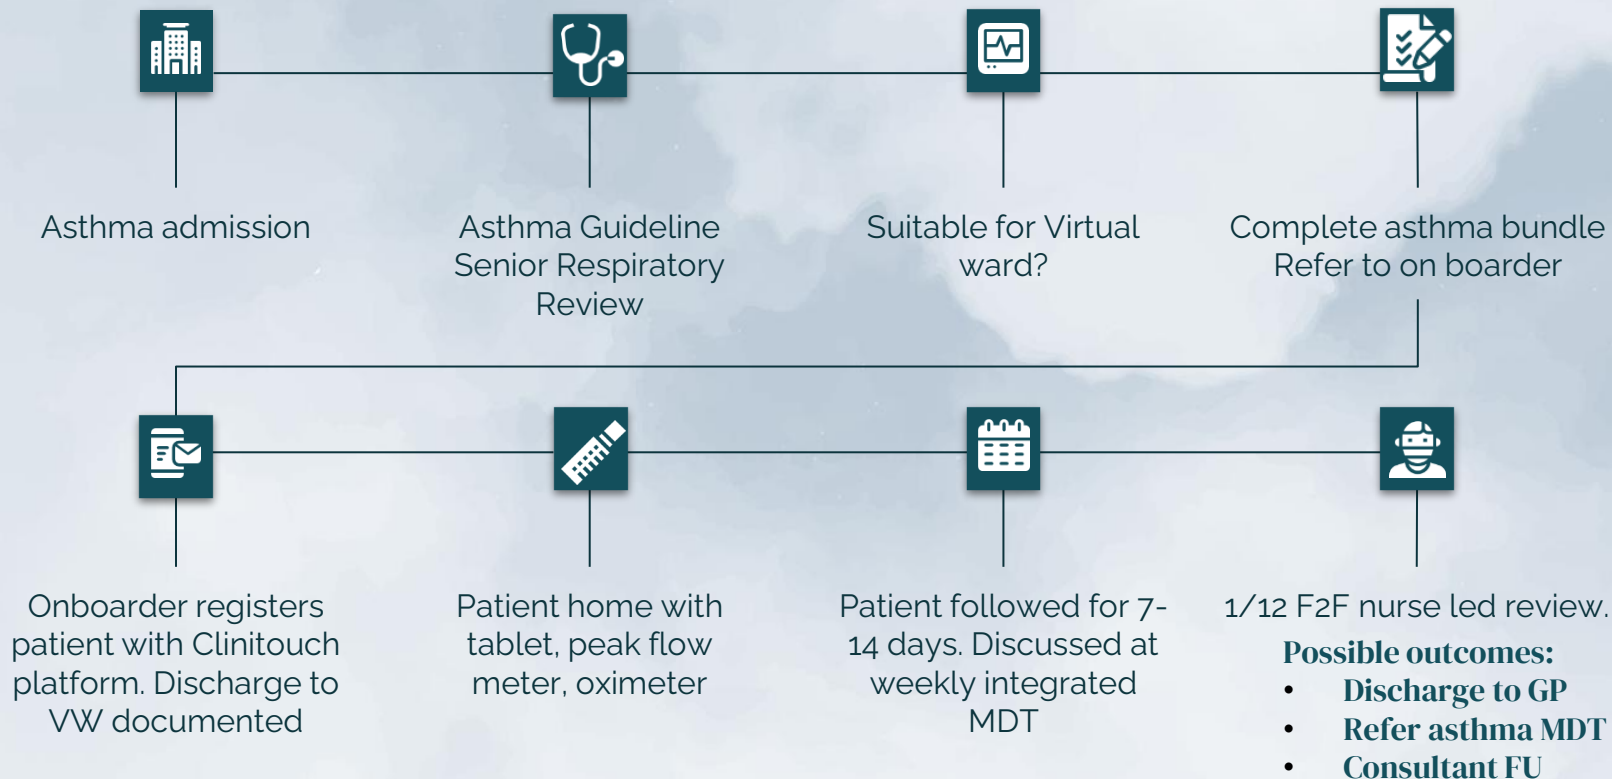 Asthma admission
Asthma Guideline
Senior Respiratory
Review
Suitable for Virtual
ward?
Complete asthma bundle
Refer to on boarder
Onboarder registers
patient with Clinitouch
platform. Discharge to
VW documented
Patient home with
tablet, peak flow
meter, oximeter
Patient followed for 7-
14 days. Discussed at
weekly integrated
MDT
1/12 F2F nurse led review.
Possible outcomes:
• Discharge to GP
• Refer asthma MDT
• Consultant FU